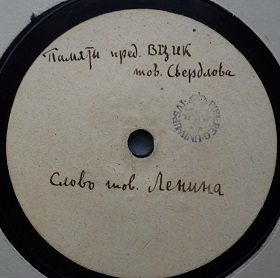 Памяти пред. ВЦИК
тов. Свердлова
Слово тов. Ленина